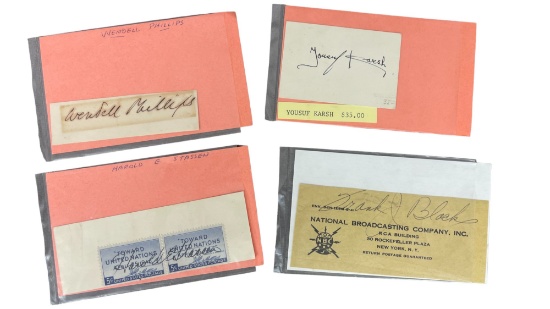 WENDELL PHILLIPS
Wendell Phillips
Yousuf Karsh
YOUSUF KARSH $35.00
HAROLD E STASSEN
TOWARD
UNITED NATIONS
5¢
TOWARD
UNITED NATIONS
5¢
Frank Black
NATIONAL BROADCASTING COMPANY, INC.
RCA BUILDING
30 ROCKEFELLER PLAZA
NEW YORK, N. Y.
RETURN POSTAGE GUARANTEED
NBC